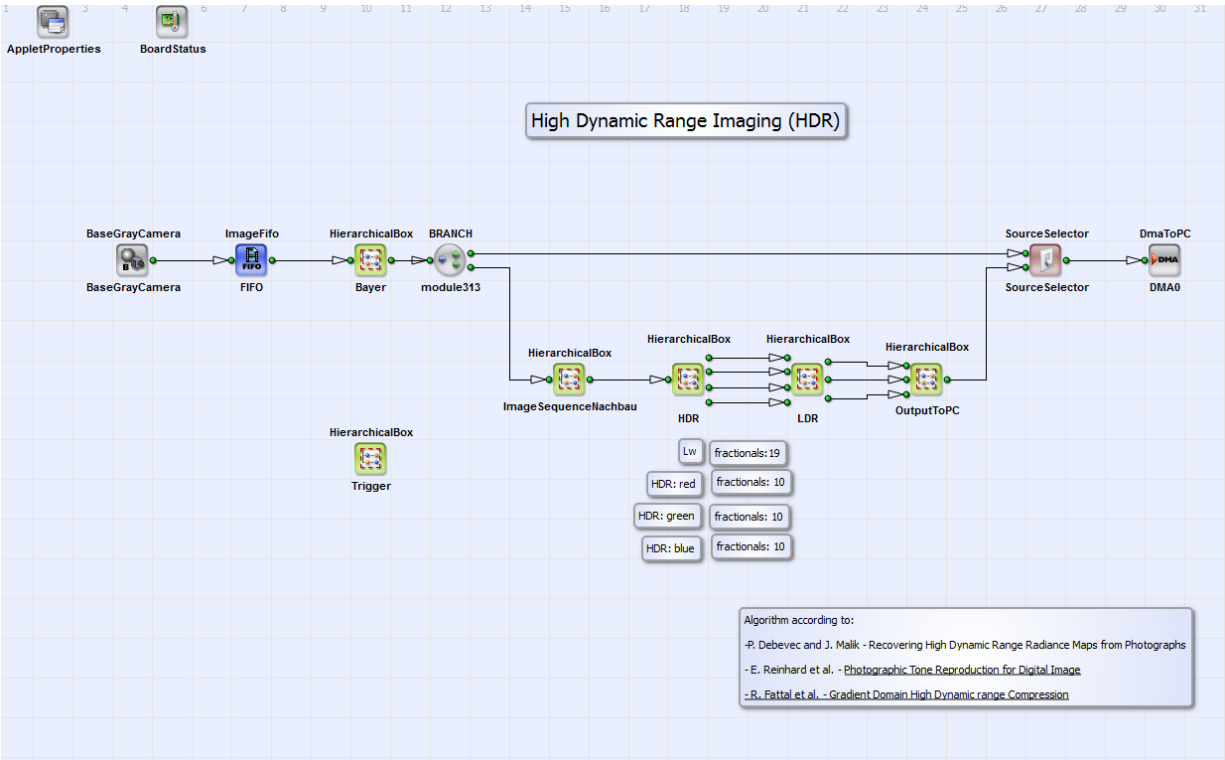 1 3 4 6 7 8 9 10 11 12 13 14 15 16 17 18 19 20 21 22 23 24 25 26 27 28 29 30 31
AppletProperties
BoardStatus
High Dynamic Range Imaging (HDR)
BaseGrayCamera
ImageFifo
HierarchicalBox
BRANCH
SourceSelector
DmaToPC
B
FIFO
DMA
BaseGrayCamera
FIFO
Bayer
module313
SourceSelector
DMA0
HierarchicalBox
HierarchicalBox
HierarchicalBox
HierarchicalBox
ImageSequenceNachbau
HDR
LDR
OutputToPC
HierarchicalBox
Trigger
Lw
fractionals:19
HDR: red
fractionals: 10
HDR: green
fractionals: 10
HDR: blue
fractionals: 10
Algorithm according to:
-P. Debevec and J. Malik - Recovering High Dynamic Range Radiance Maps from Photographs
- E. Reinhard et al. - Photographic Tone Reproduction for Digital Image
- R. Fattal et al. - Gradient Domain High Dynamic range Compression